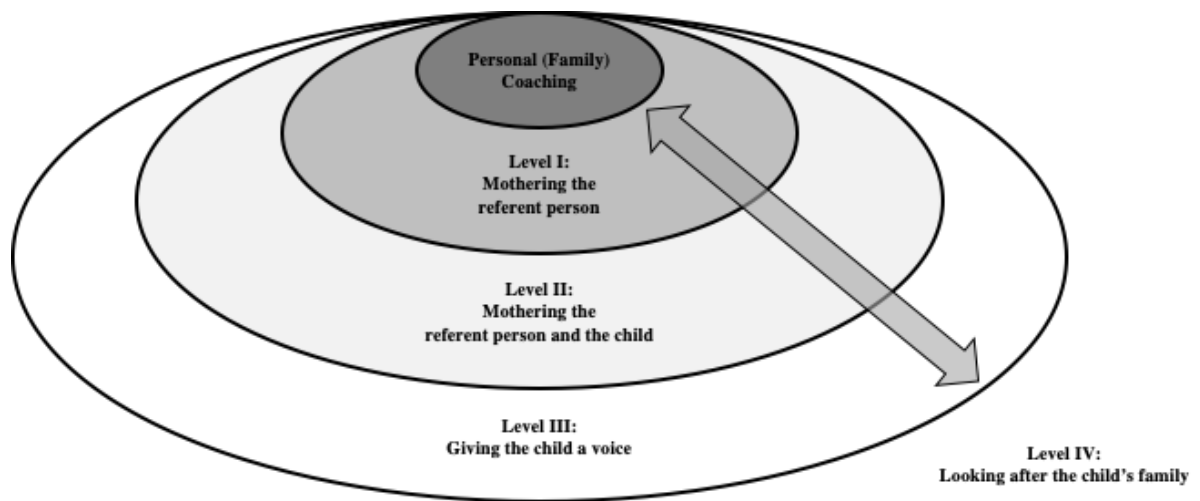 Personal (Family)
Coaching
Level I:
Mothering the
referent person
Level II:
Mothering the
referent person and the child
Level III:
Giving the child a voice
Level IV:
Looking after the child's family